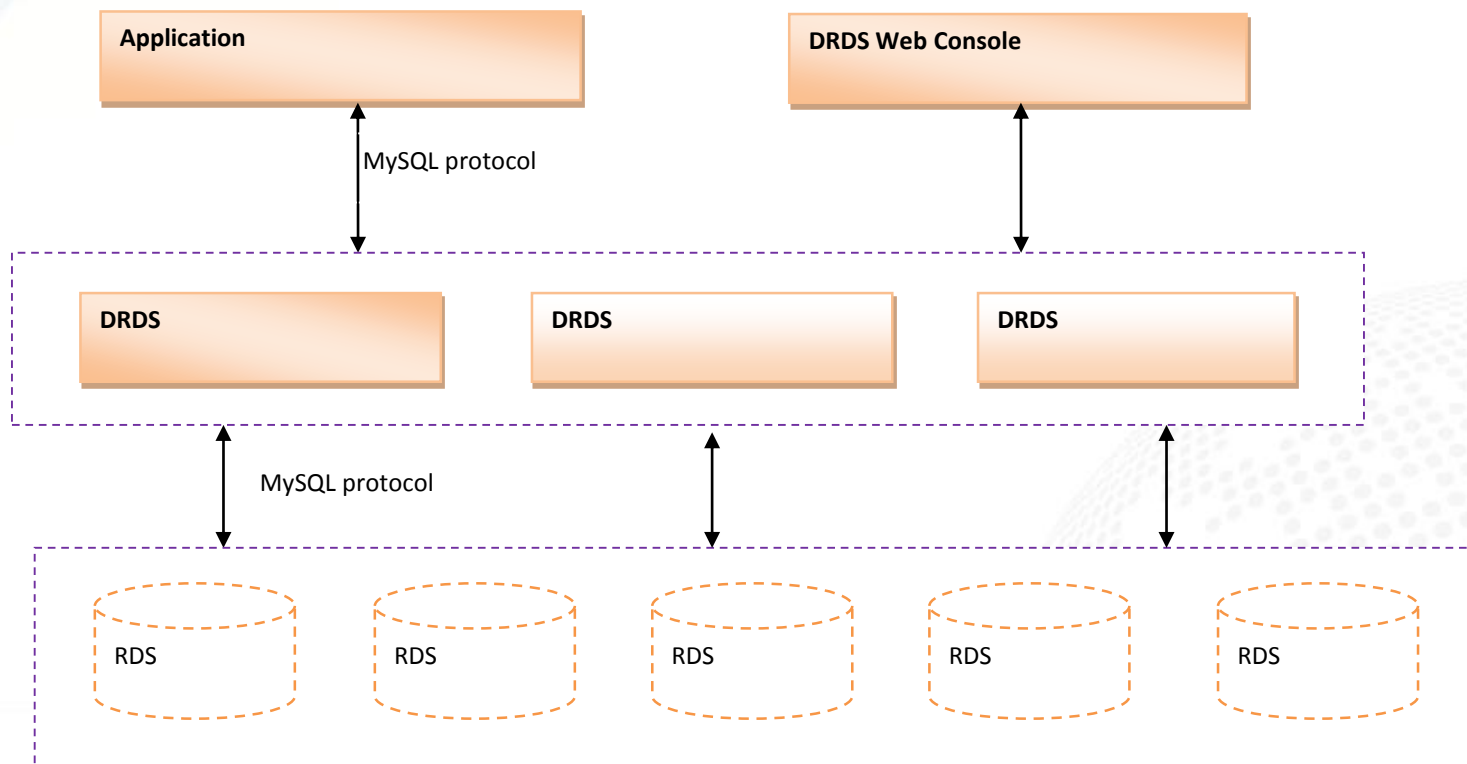 Application
DRDS Web Console
MySQL protocol
DRDS
DRDS
DRDS
MySQL protocol
RDS
RDS
RDS
RDS
RDS